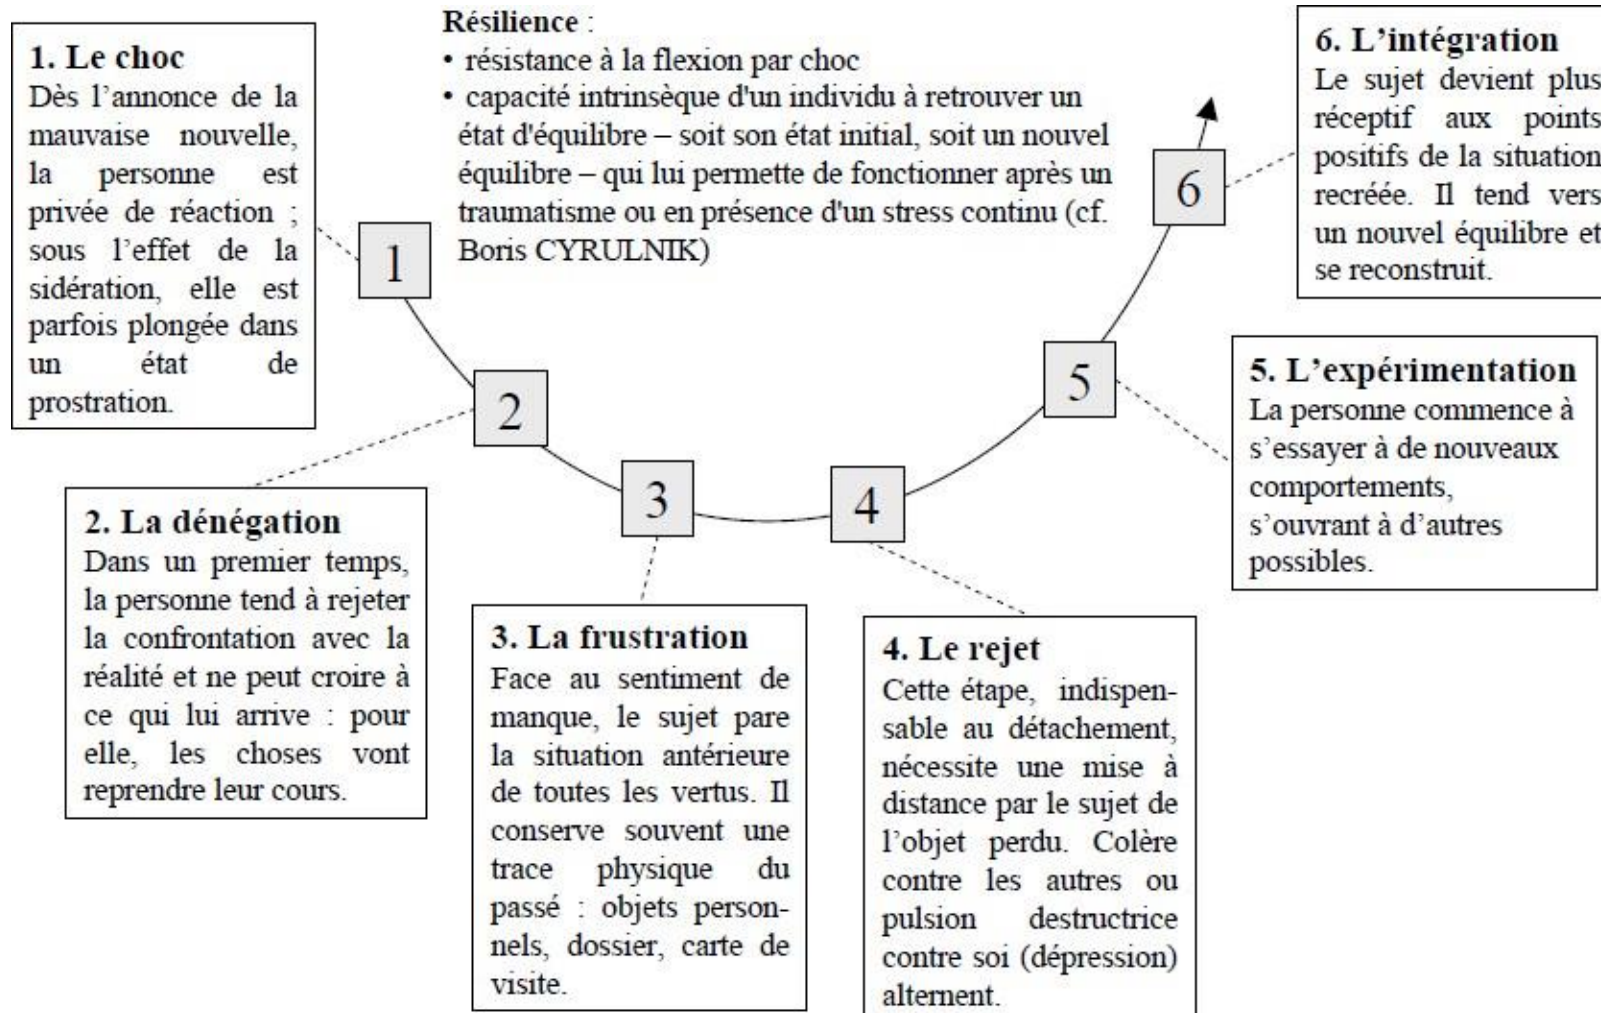 1. Le choc
Dès l’annonce de la
mauvaise nouvelle,
la personne est
privée de réaction ;
sous l’effet de la
sidération, elle est
parfois plongée dans
un état de
prostration.
Résilience :
• résistance à la flexion par choc
• capacité intrinsèque d'un individu à retrouver un
état d'équilibre – soit son état initial, soit un nouvel
équilibre – qui lui permette de fonctionner après un
traumatisme ou en présence d'un stress continu (cf.
Boris CYRULNIK)
6. L’intégration
Le sujet devient plus
réceptif aux points
positifs de la situation
recréée. Il tend vers
un nouvel équilibre et
se reconstruit.
1
2
3
4
5
6
5. L’expérimentation
La personne commence à
s’essayer à de nouveaux
comportements,
s’ouvrant à d’autres
possibles.
2. La dénégation
Dans un premier temps,
la personne tend à rejeter
la confrontation avec la
réalité et ne peut croire à
ce qui lui arrive : pour
elle, les choses vont
reprendre leur cours.
3. La frustration
Face au sentiment de
manque, le sujet pare
la situation antérieure
de toutes les vertus. Il
conserve souvent une
trace physique du
passé : objets person-
nels, dossier, carte de
visite.
4. Le rejet
Cette étape, indispen-
sable au détachement,
nécessite une mise à
distance par le sujet de
l’objet perdu. Colère
contre les autres ou
pulsion destructrice
contre soi (dépression)
alternent.